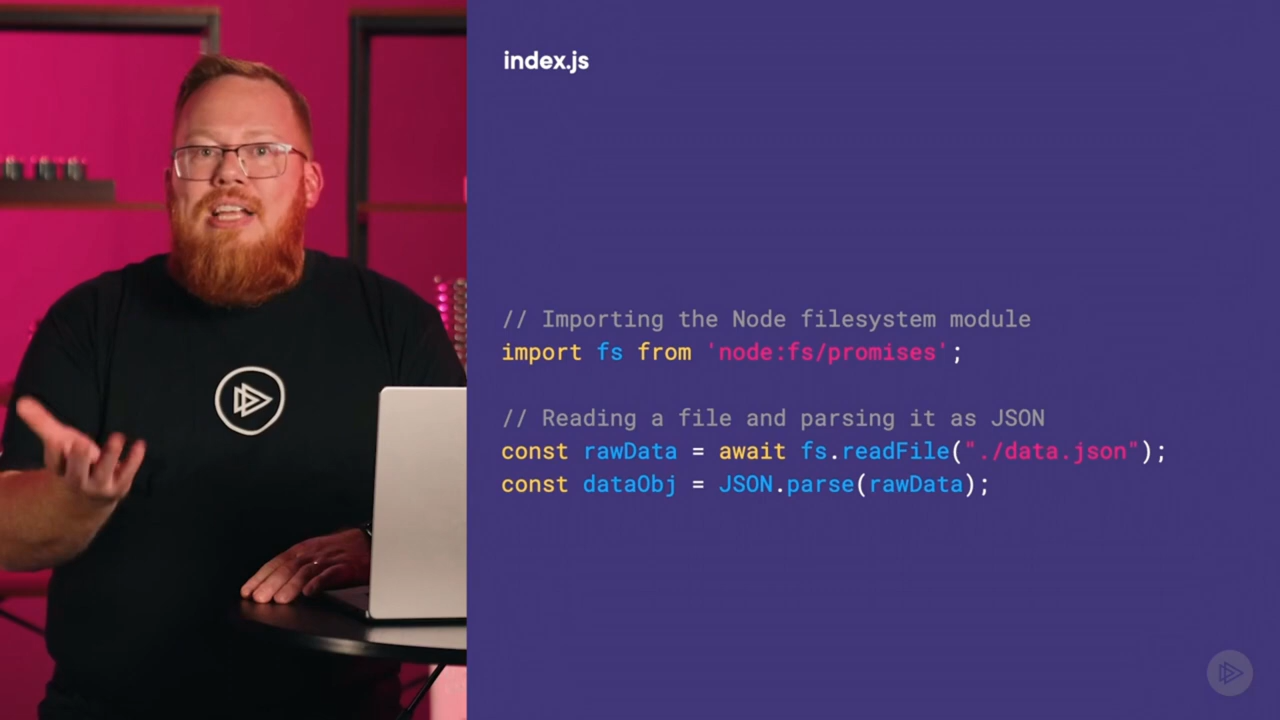 index.js
// Importing the Node filesystem module
import fs from 'node:fs/promises';
// Reading a file and parsing it as JSON
const rawData = await fs.readFile("./data.json");
const dataObj = JSON.parse(rawData);